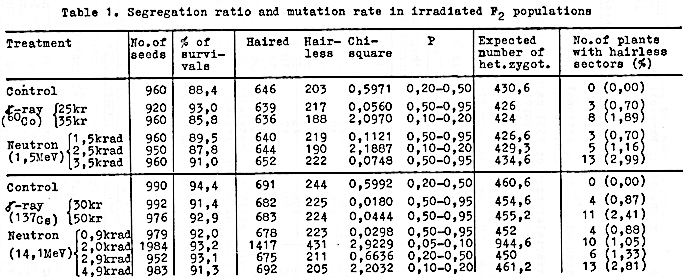 Table 1. Segregation ratio and mutation rate in irradiated F2 populations
Treatment No.of seeds % of survi-vals Haired Hair-less Chi-square P Expected number of het.zygot. No.of plants with hairless sectors (%)
Control 960 88,4 646 203 0,5971 0,20-0,50 430,6 0 (0,00)
γ-ray {25kr 920 93,0 639 217 0,0560 0,50-0,95 426 3 (0,70)
(60Co) {35kr 960 85,8 636 188 2,0970 0,10-0,20 424 8 (1,89)
Neutron {1,5krad 960 89,5 640 219 0,1121 0,50-0,95 426,6 3 (0,70)
(1,5MeV) {2,5krad 950 87,8 644 190 2,1887 0,10-0,20 429,3 5 (1,16)
{3,5krad 960 91,0 652 222 0,0748 0,50-0,95 434,6 13 (2,99)
Control 990 94,4 691 244 0,5992 0,20-0,50 460,6 0 (0,00)
γ-ray {30kr 992 91,4 682 225 0,0180 0,50-0,95 454,6 4 (0,87)
(137Cs) {50kr 976 92,9 683 224 0,0444 0,50-0,95 455,2 11 (2,41)
Neutron {0,9krad 979 92,0 678 223 0,0298 0,50-0,95 452 4 (0,88)
(14,1MeV) {2,0krad 1984 93,2 1417 431 2,9229 0,05-0,10 944,6 10 (1,05)
{2,9krad 952 93,1 675 211 0,6636 0,20-0,50 450 6 (1,33)
{4,9krad 983 91,3 692 205 2,2032 0,10-0,20 461,2 13 (2,81)